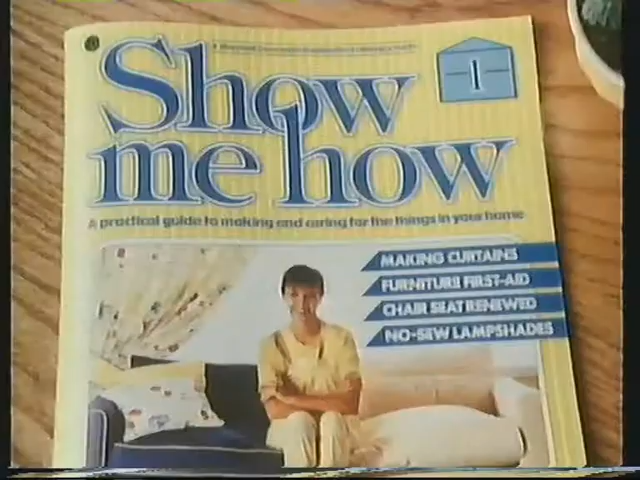 Show
me how
1
A practical guide to making and caring for the things in your home
MAKING CURTAINS
FURNITURE FIRST-AID
CHAIR SEAT RENEWED
NO-SEW LAMPSHADES